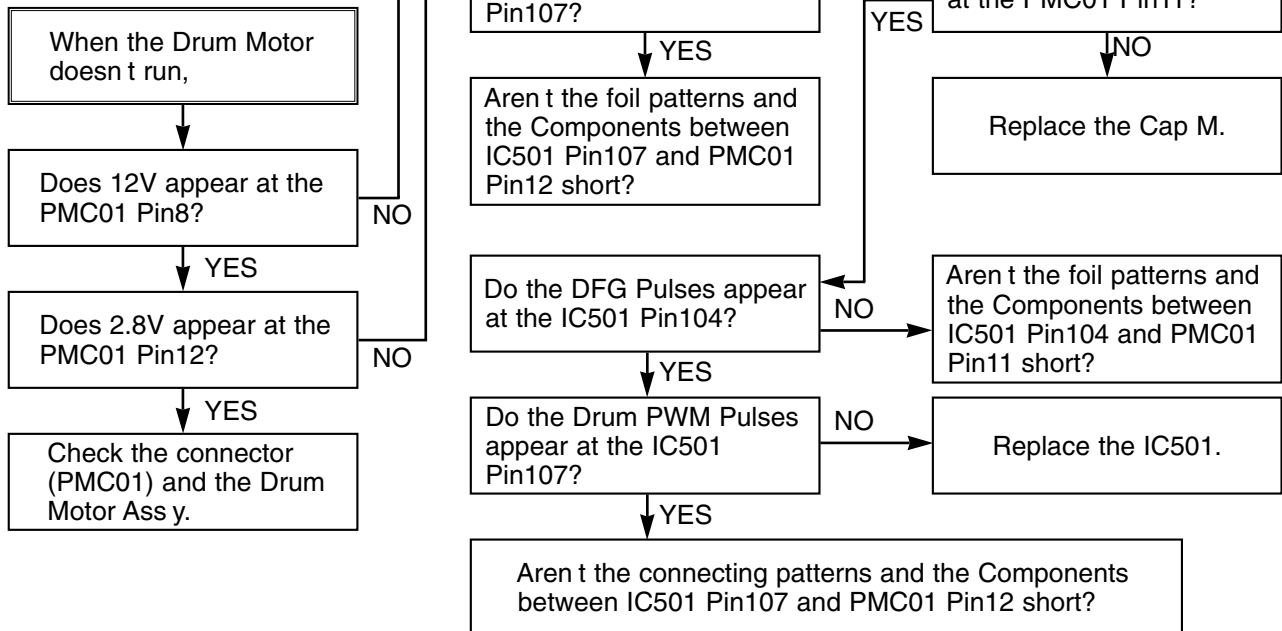 When the Drum Motor
doesn t run,
Does 12V appear at the
PMC01 Pin8?
NO
YES
Does 2.8V appear at the
PMC01 Pin12?
NO
YES
Check the connector
(PMC01) and the Drum
Motor Ass y.
Pin107?
YES
Aren t the foil patterns and
the Components between
IC501 Pin107 and PMC01
Pin12 short?
YES
at the PMC01 Pin11?
NO
Replace the Cap M.
Do the DFG Pulses appear
at the IC501 Pin104?
NO
Aren t the foil patterns and
the Components between
IC501 Pin104 and PMC01
Pin11 short?
YES
Do the Drum PWM Pulses
appear at the IC501
Pin107?
NO
Replace the IC501.
YES
Aren t the connecting patterns and the Components
between IC501 Pin107 and PMC01 Pin12 short?